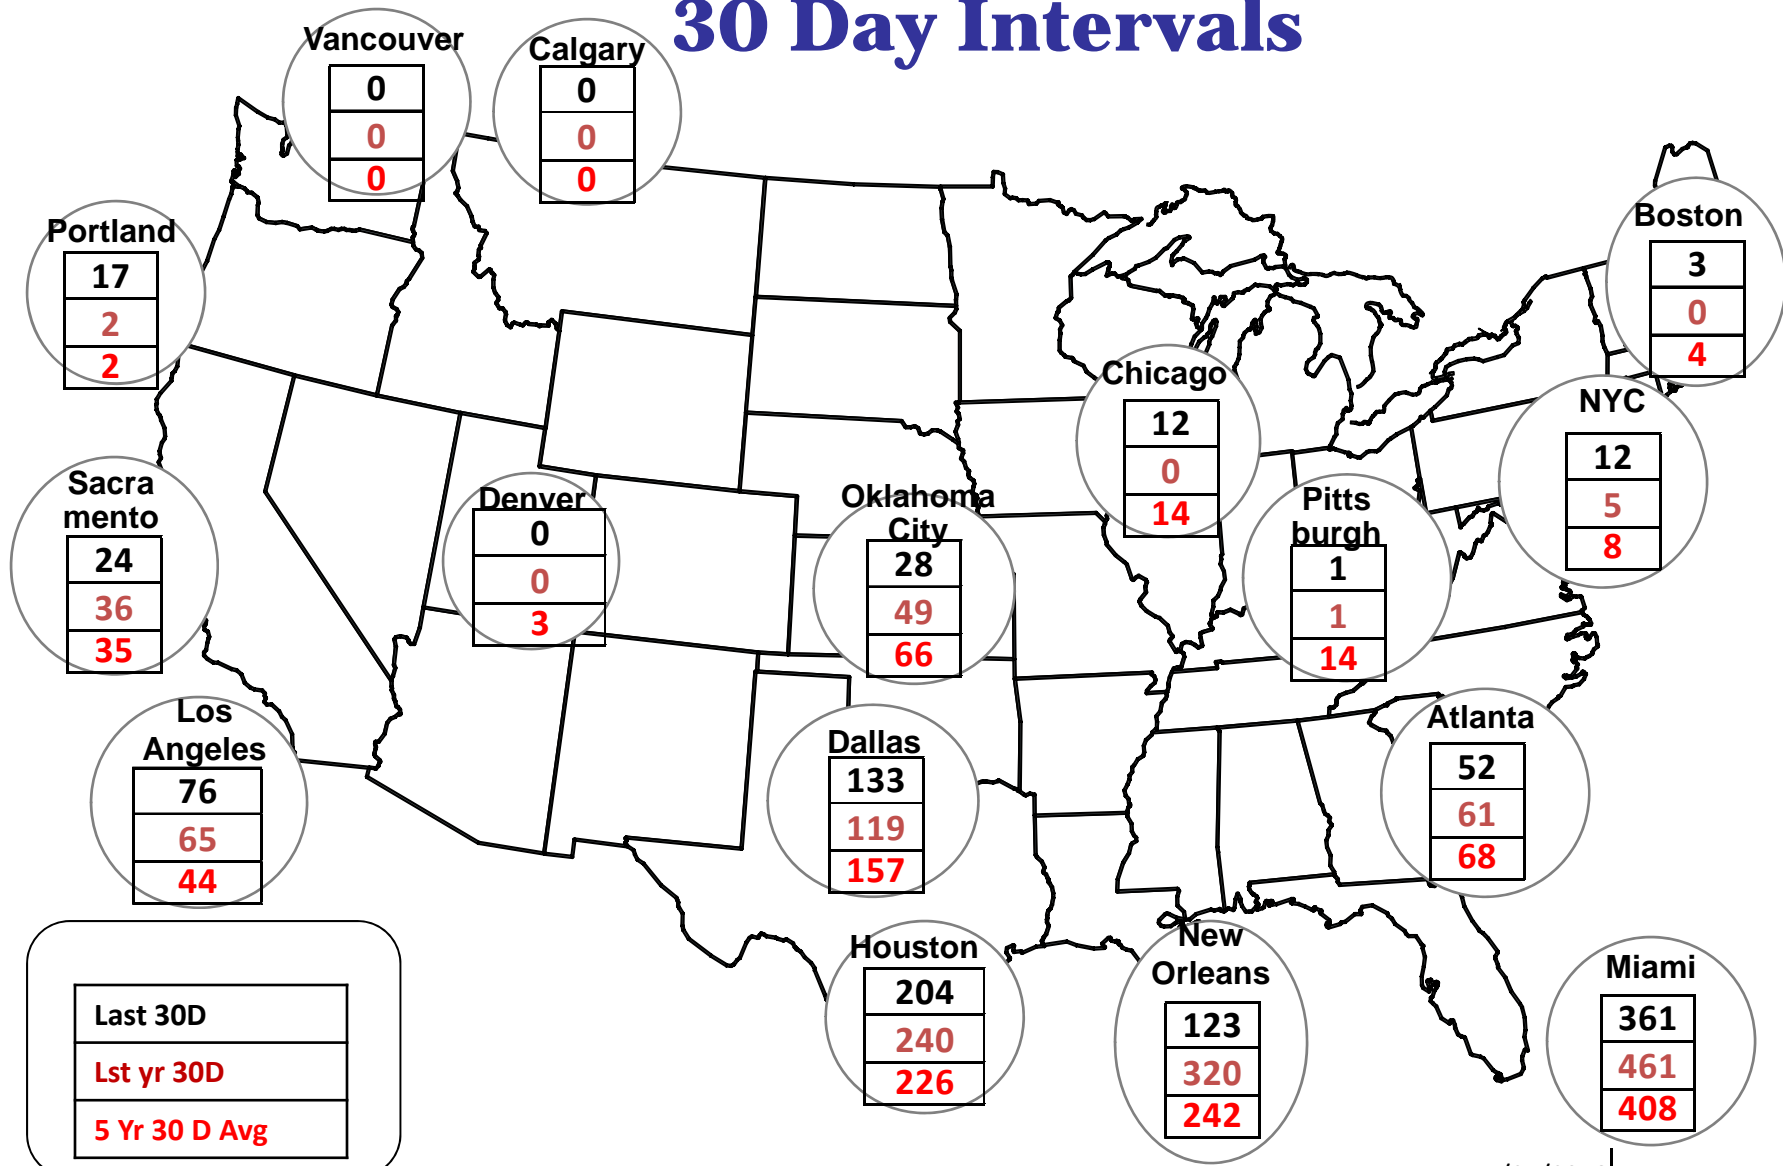 30 Day Intervals
Vancouver
0
0
0
Calgary
0
0
0
Portland
17
2
2
Boston
3
0
4
Chicago
12
0
14
NYC
12
5
8
Sacra
mento
24
36
35
Denver
0
0
3
Oklahoma
City
28
49
66
Pitts
burgh
1
1
14
Los
Angeles
76
65
44
Dallas
133
119
157
Atlanta
52
61
68
Houston
204
240
226
New
Orleans
123
320
242
Miami
361
461
408
Last 30D
Lst yr 30D
5 Yr 30 D Avg